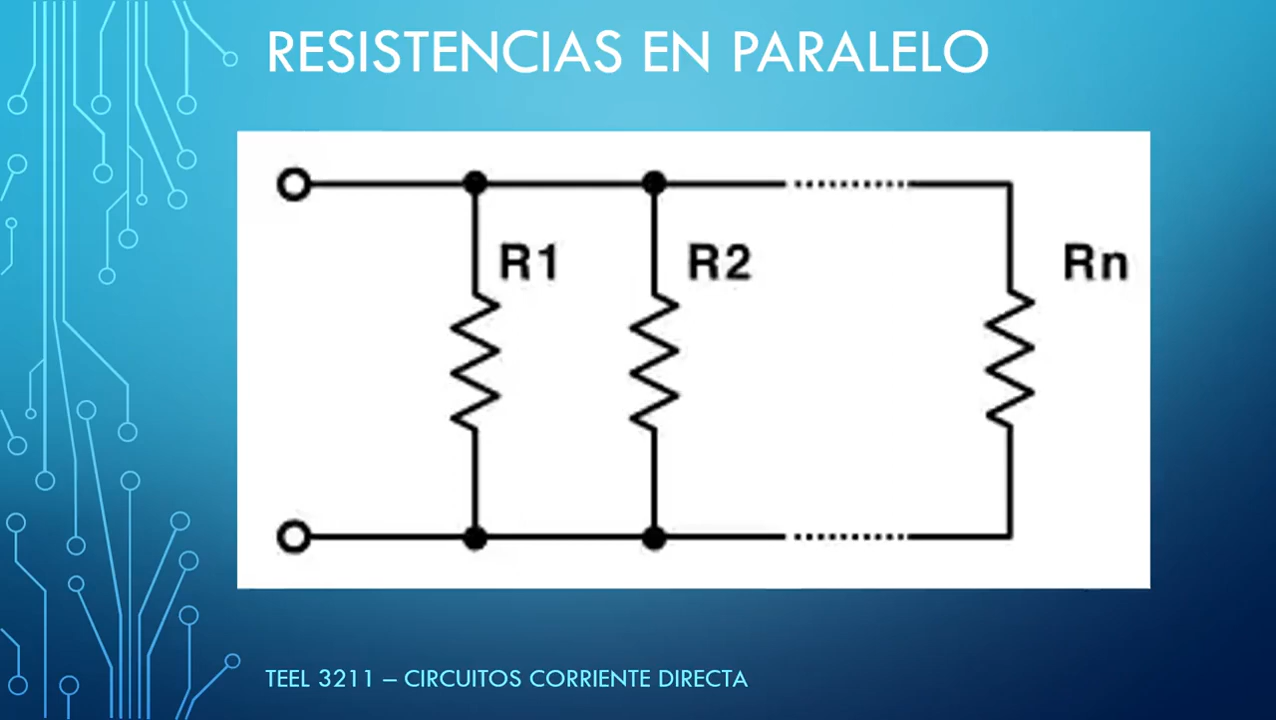 RESISTENCIAS EN PARALELO
R1 R2 Rn
TEEL 3211 – CIRCUITOS CORRIENTE DIRECTA